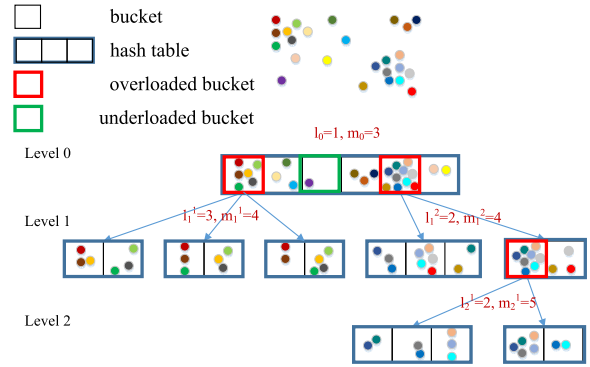 bucket
hash table
overloaded bucket
underloaded bucket
l₀=1, m₀=3
Level 0
l₁¹=3, m₁¹=4
l₁²=2, m₁²=4
Level 1
l₂¹=2, m₂¹=5
Level 2